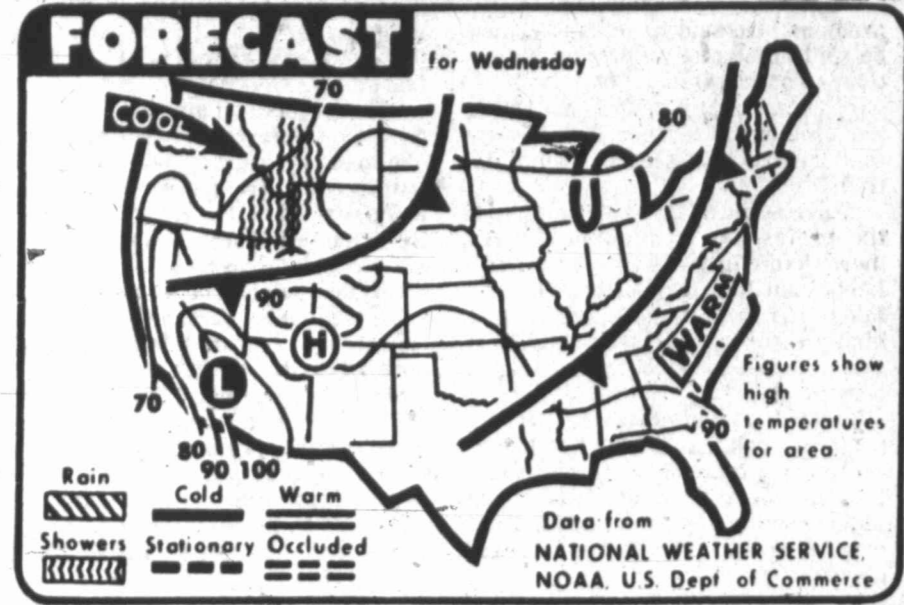 FORECAST
for Wednesday
70
COOL
80
90
H
WARM
L
Figures show
high
temperatures
for area.
70
80
90 100
90
Rain
Cold Warm
Showers Stationary Occluded
Data from
NATIONAL WEATHER SERVICE,
NOAA, U.S. Dept of Commerce